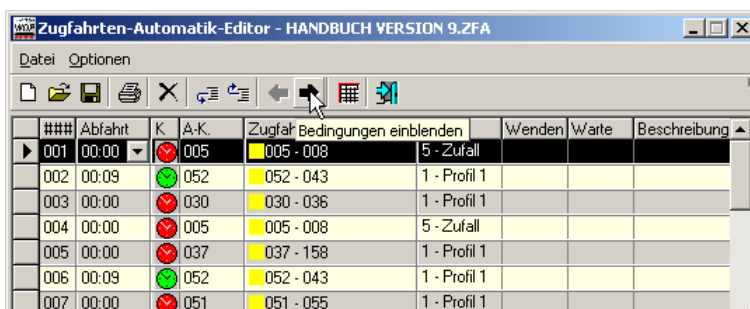 Zugfahrten-Automatik-Editor - HANDBUCH VERSION 9.ZFA
Datei Optionen
### Abfahrt K A-K. Zugfah Bedingungen einblenden Wenden Warte Beschreibung
001 00:00 005 005 - 008 5 - Zufall
002 00:09 052 052 - 043 1 - Profil 1
003 00:00 030 030 - 036 1 - Profil 1
004 00:00 005 005 - 008 5 - Zufall
005 00:00 037 037 - 158 1 - Profil 1
006 00:09 052 052 - 043 1 - Profil 1
007 00:00 051 051 - 055 1 - Profil 1